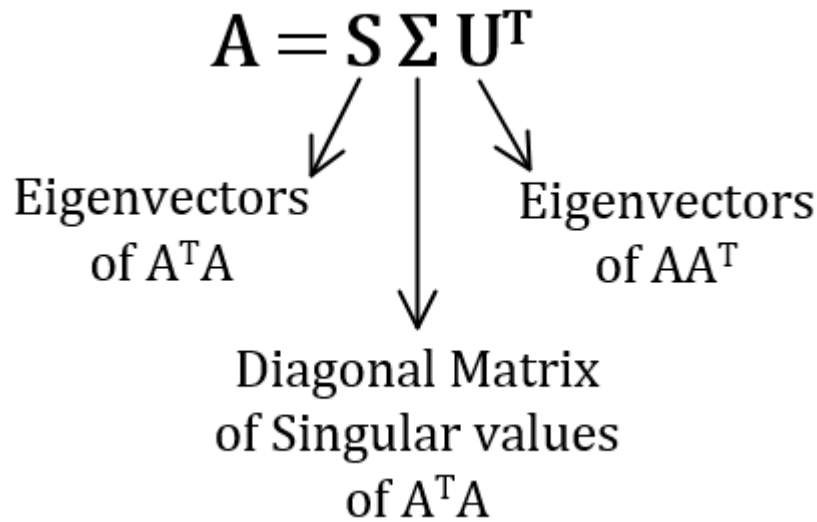 A = S Σ Uᵀ
Eigenvectors
of AᵀA
Eigenvectors
of AAᵀ
Diagonal Matrix
of Singular values
of AᵀA